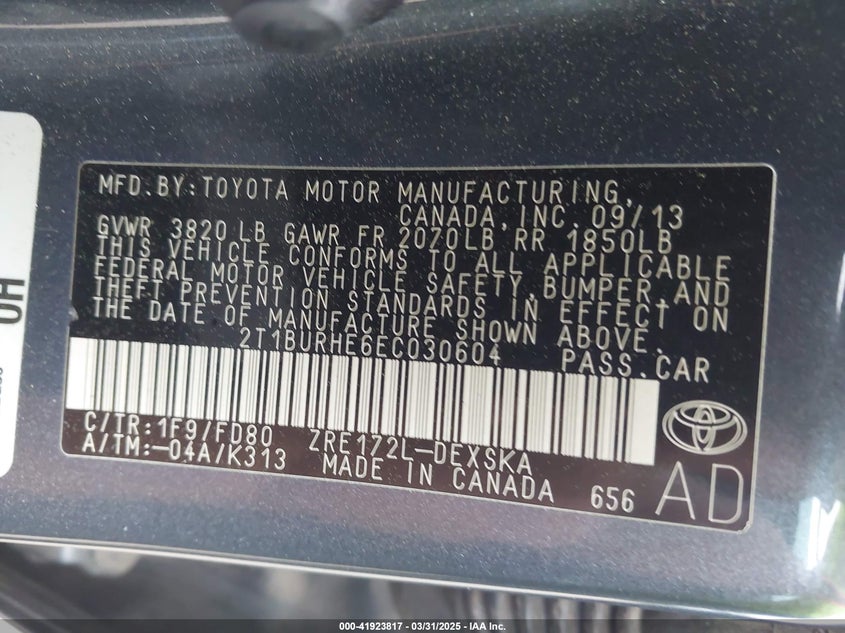 MFD.BY:TOYOTA MOTOR MANUFACTURING,
CANADA, INC. 09/13
GVWR 3820 LB GAWR FR 2070LB RR 1850LB
THIS VEHICLE CONFORMS TO ALL APPLICABLE
FEDERAL MOTOR VEHICLE SAFETY, BUMPER, AND
THEFT PREVENTION STANDARDS IN EFFECT ON
THE DATE OF MANUFACTURE SHOWN ABOVE.
2T1BURHE6EC030604 PASS.CAR
C/TR:1F9/FD80 ZRE172L-DEXSKA
A/TM:-04A/K313 MADE IN CANADA 656 AD
HO
000-41923817 - 03/31/2025 - IAA Inc.